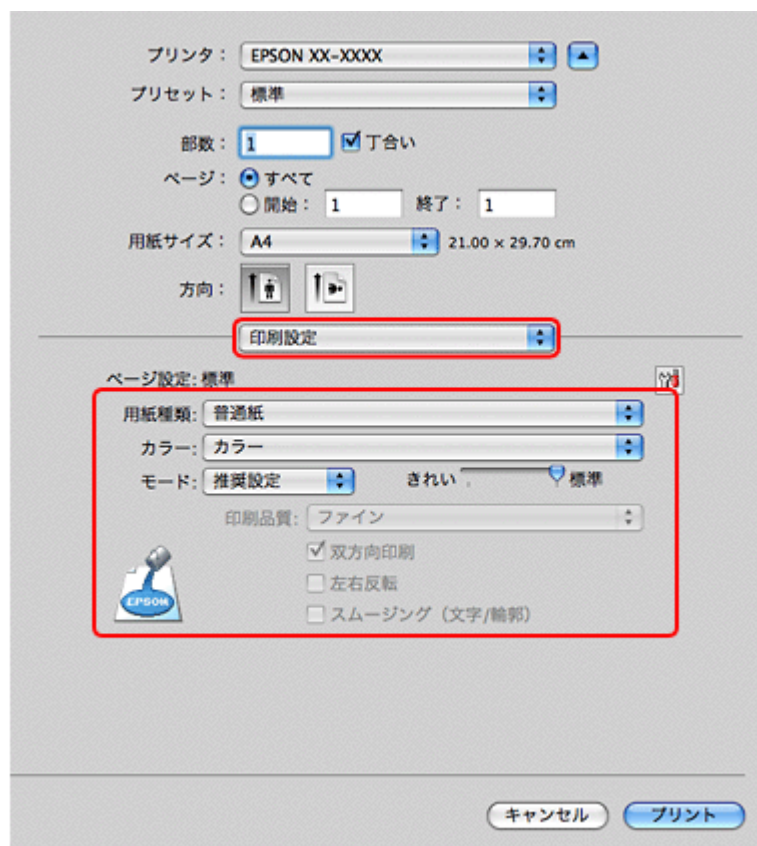 プリンタ： EPSON XX-XXXX
プリセット： 標準
部数： 1 丁合い
ページ： すべて
開始： 1 終了： 1
用紙サイズ： A4 21.00 × 29.70 cm
方向：
印刷設定
ページ設定: 標準
用紙種類: 普通紙
カラー: カラー
モード: 推奨設定 きれい 標準
印刷品質: ファイン
双方向印刷
左右反転
EPSON
スムージング（文字/輪郭）
キャンセル プリント